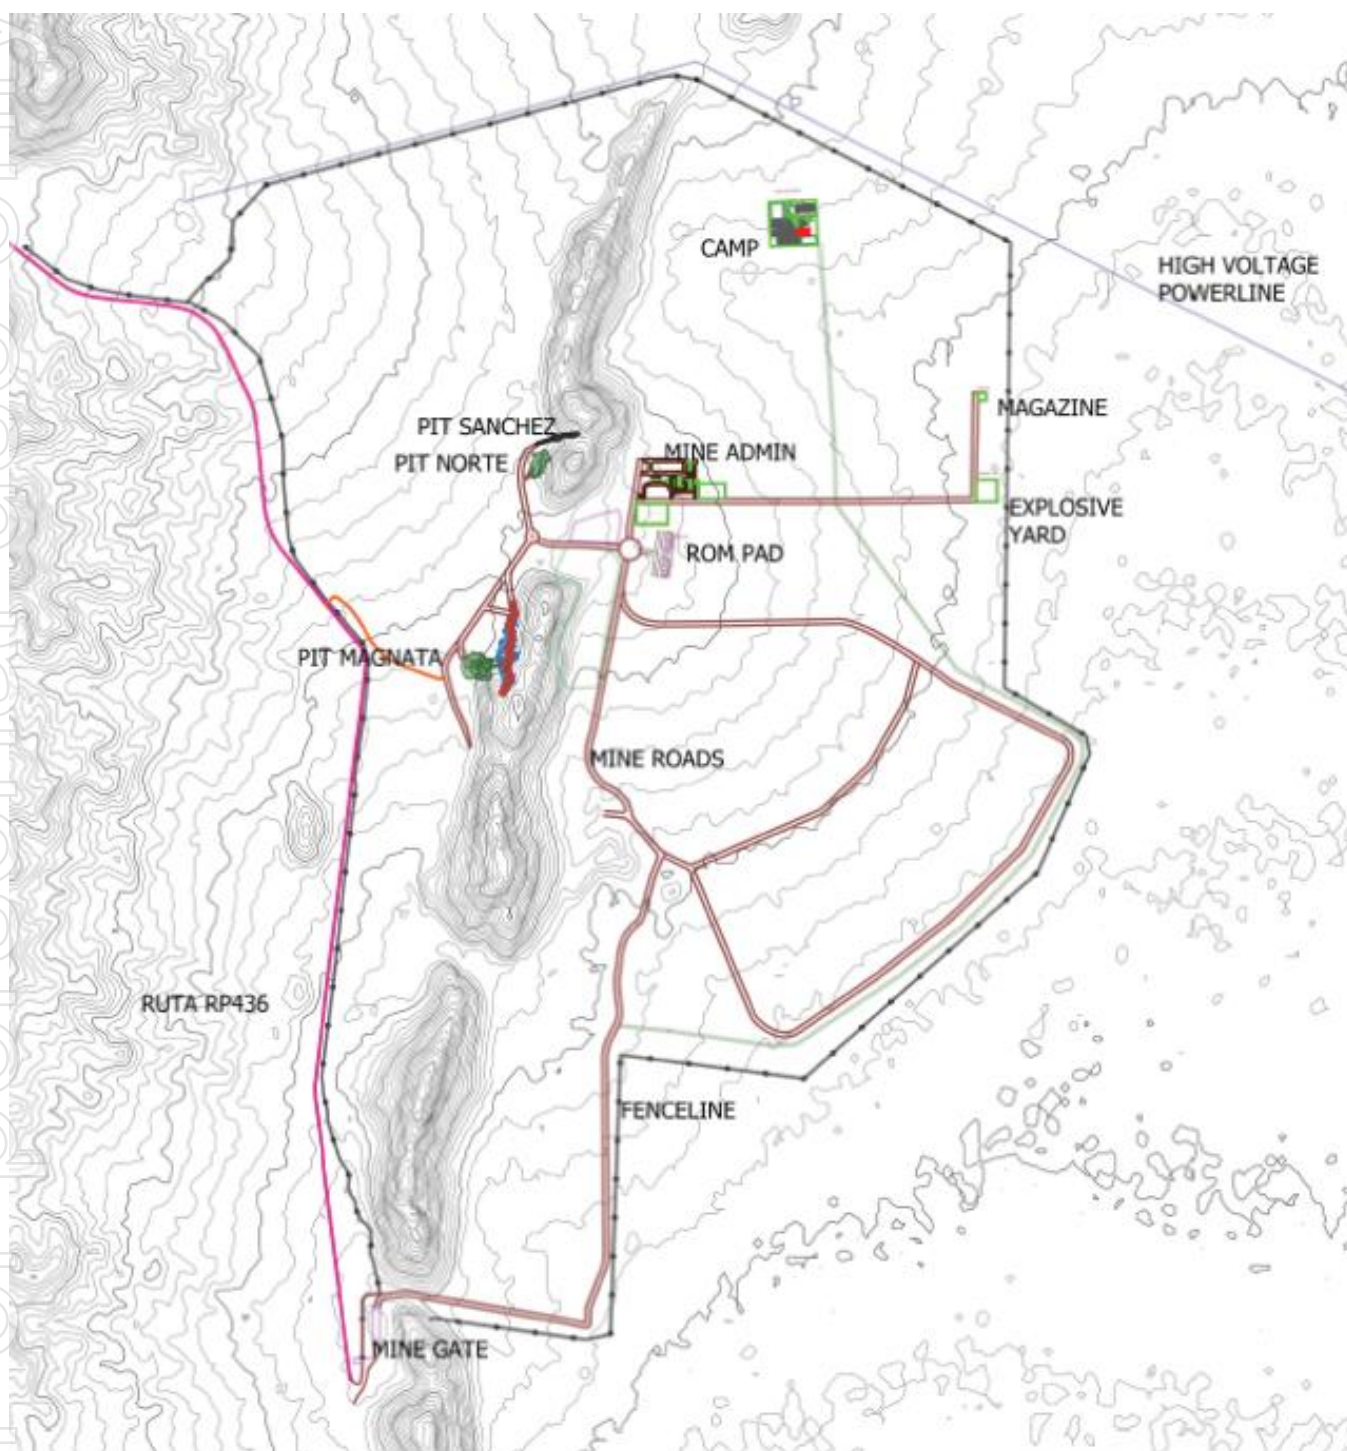 CAMP
HIGH VOLTAGE
POWERLINE
MAGAZINE
PIT SANCHEZ
PIT NORTE
MINE ADMIN
EXPLOSIVE
YARD
ROM PAD
PIT MAGNATA
MINE ROADS
RUTA RP436
FENCELINE
MINE GATE